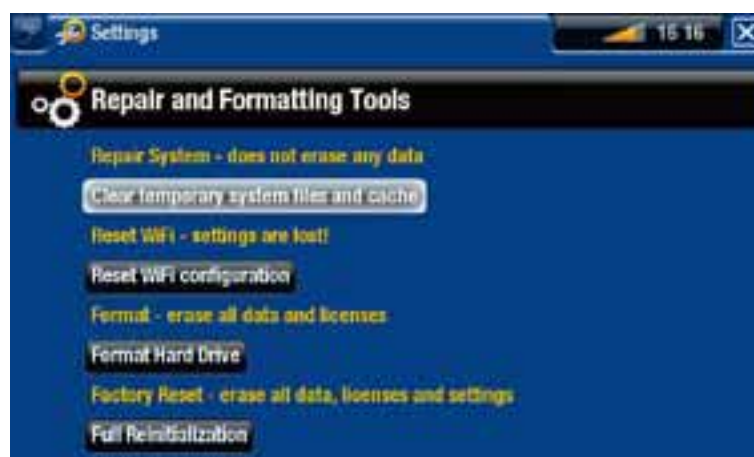 Settings
16 16
Repair and Formatting Tools
Repair System - does not erase any data
Clear temporary system files and cache
Reset WiFi - settings are lost!
Reset WiFi configuration
Format - erase all data and licenses
Format Hard Drive
Factory Reset - erase all data, licenses and settings
Full Reinitialization